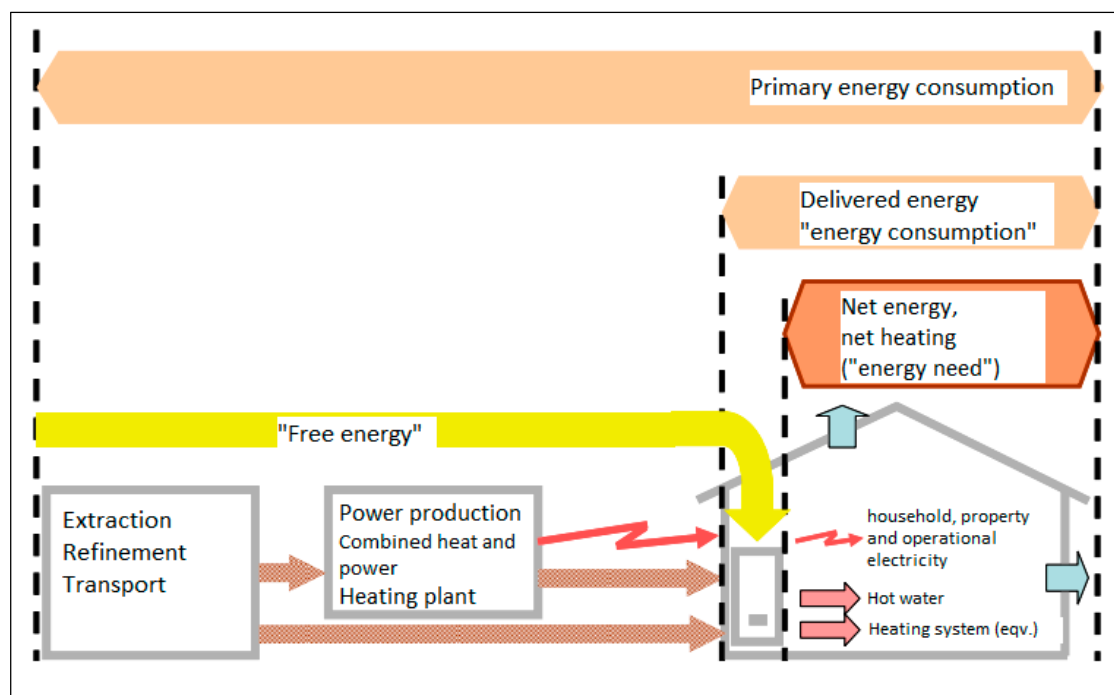 Primary energy consumption
Delivered energy
"energy consumption"
Net energy,
net heating
("energy need")
"Free energy"
Extraction
Refinement
Transport
Power production
Combined heat and
power
Heating plant
household, property
and operational
electricity
Hot water
Heating system (eqv.)